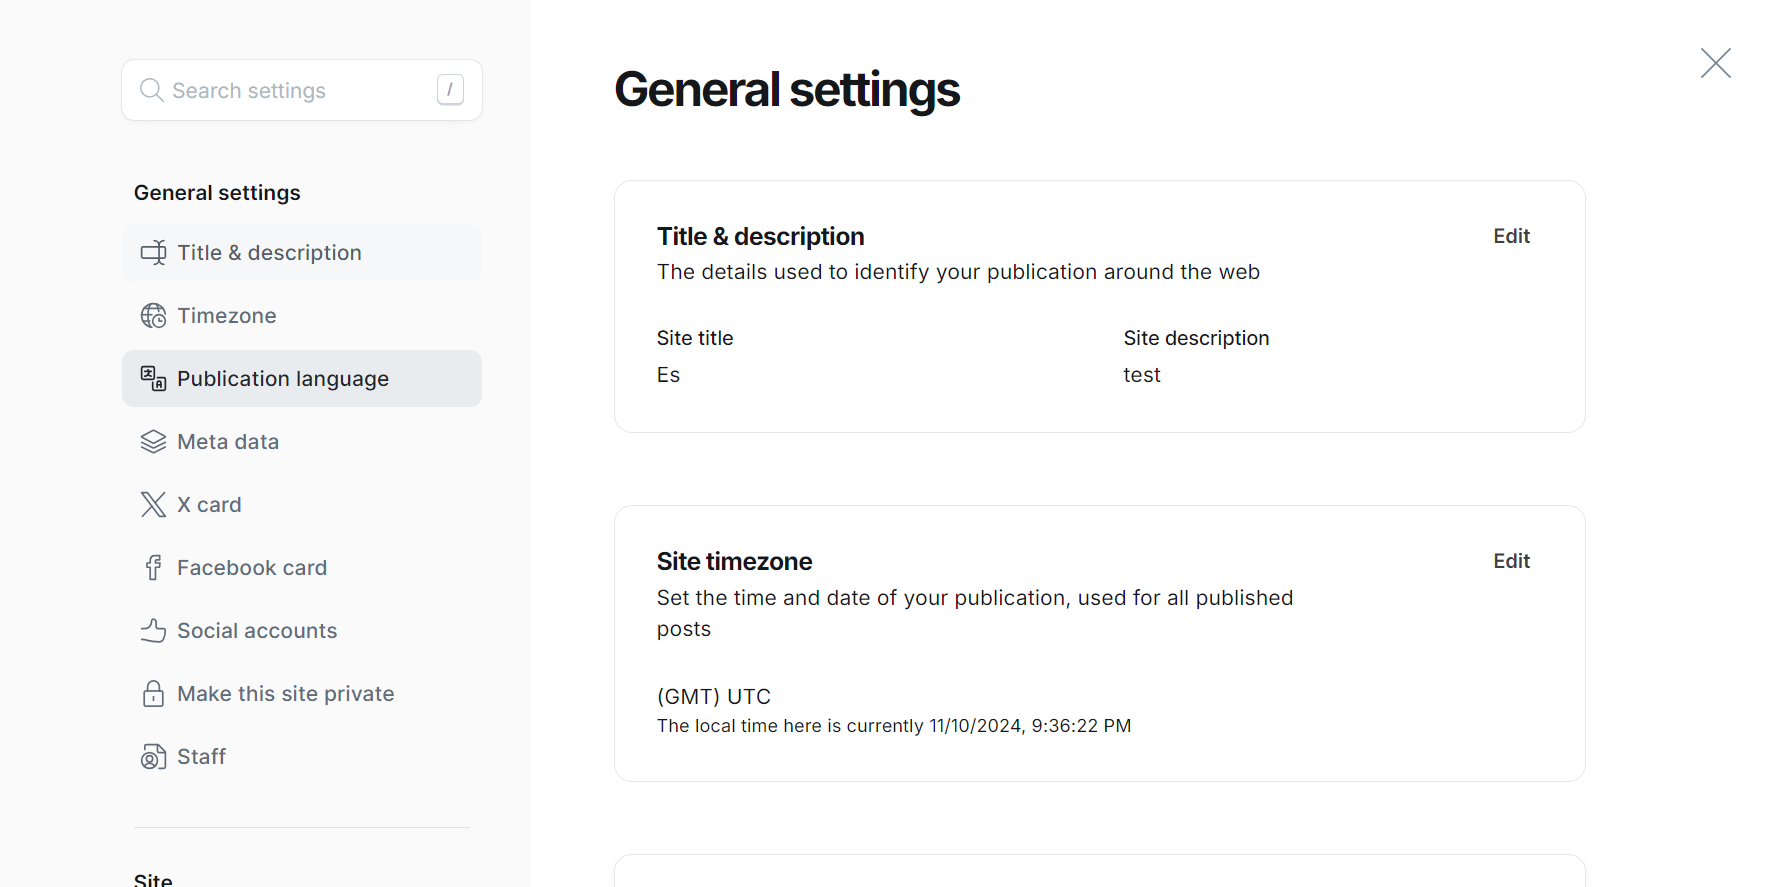 Search settings
/
General settings
Title & description
Timezone
Publication language
Meta data
X card
Facebook card
Social accounts
Make this site private
Staff
Site
General settings
Title & description
Edit
The details used to identify your publication around the web
Site title
Site description
Es
test
Site timezone
Edit
Set the time and date of your publication, used for all published
posts
(GMT) UTC
The local time here is currently 11/10/2024, 9:36:22 PM